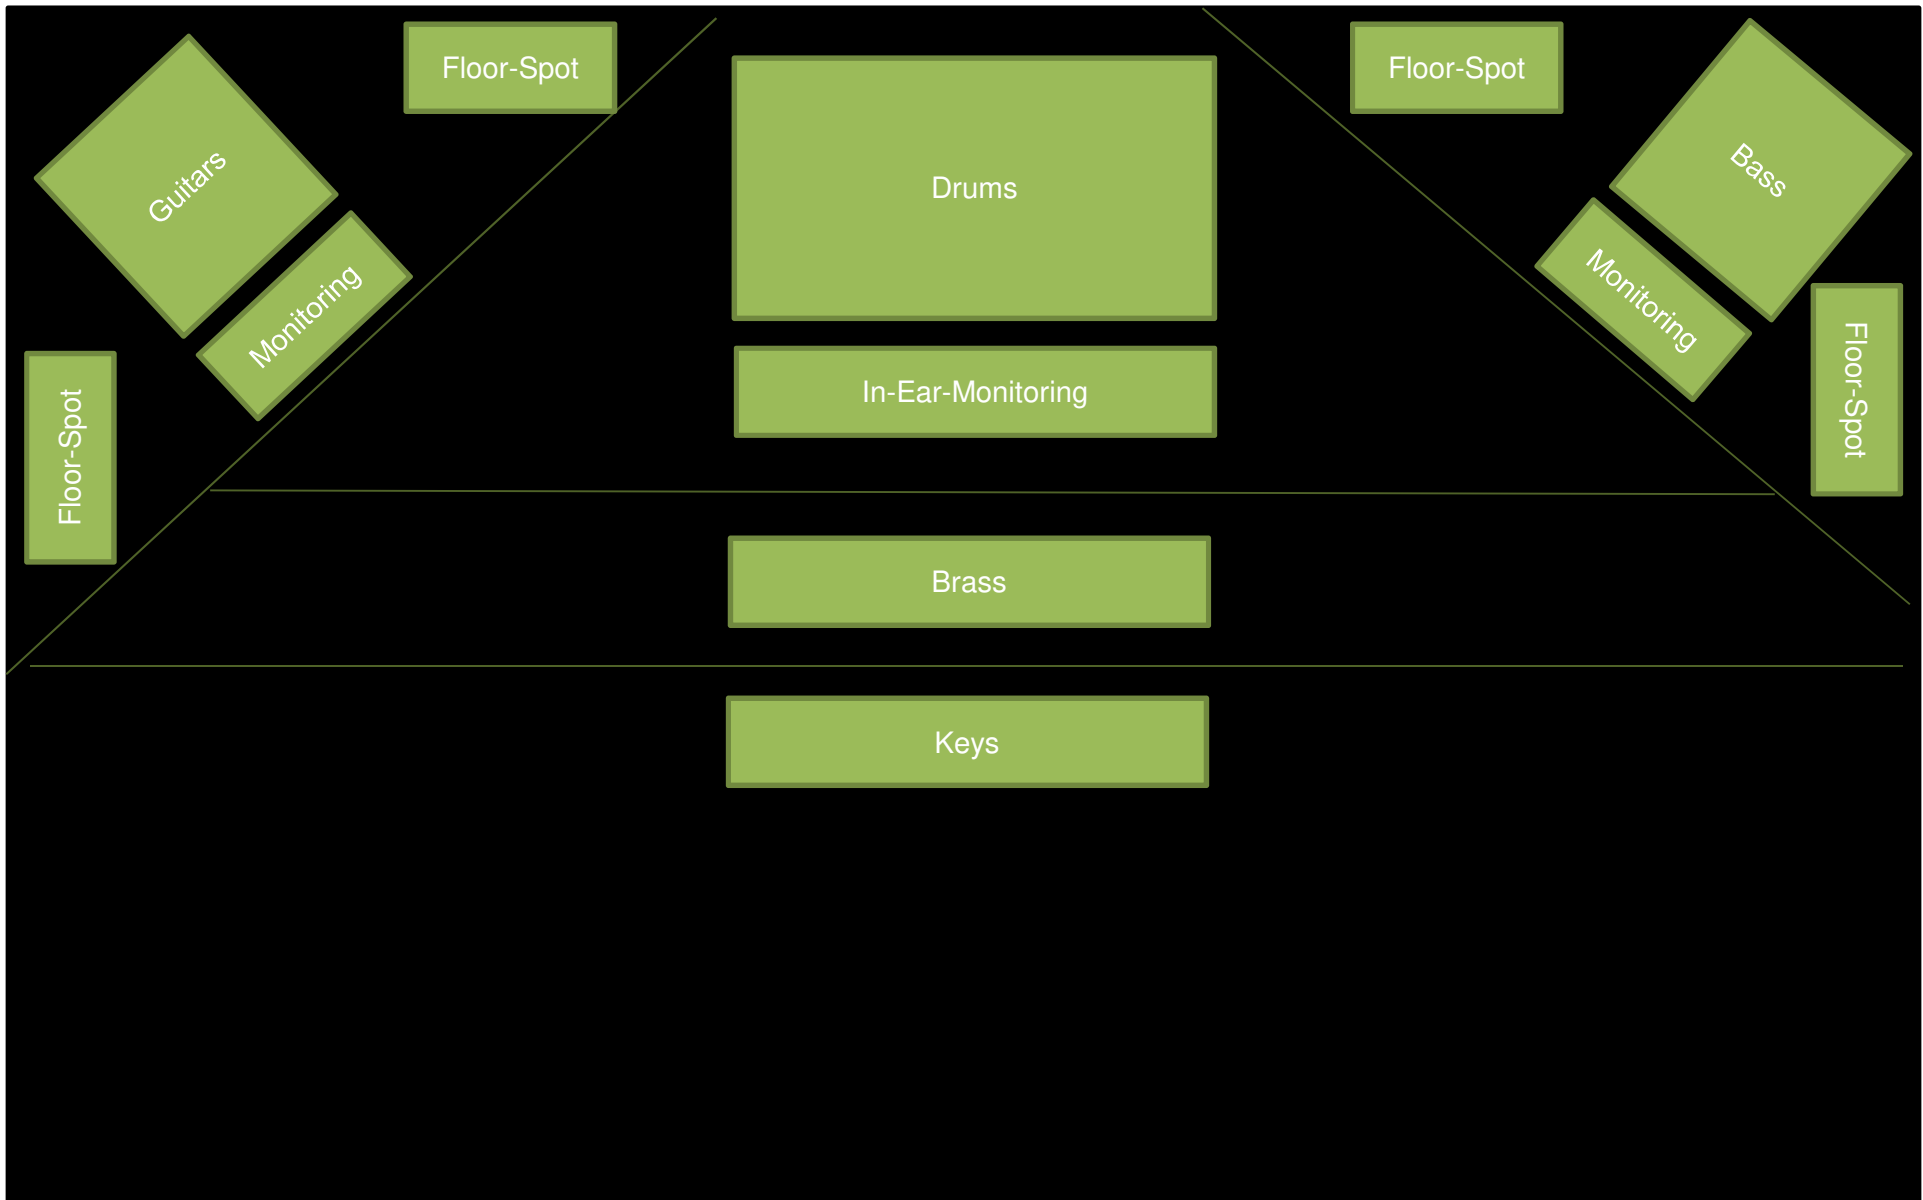 Floor-Spot
Floor-Spot
Guitars
Drums
Bass
Monitoring
Monitoring
In-Ear-Monitoring
Floor-Spot
Floor-Spot
Brass
Keys